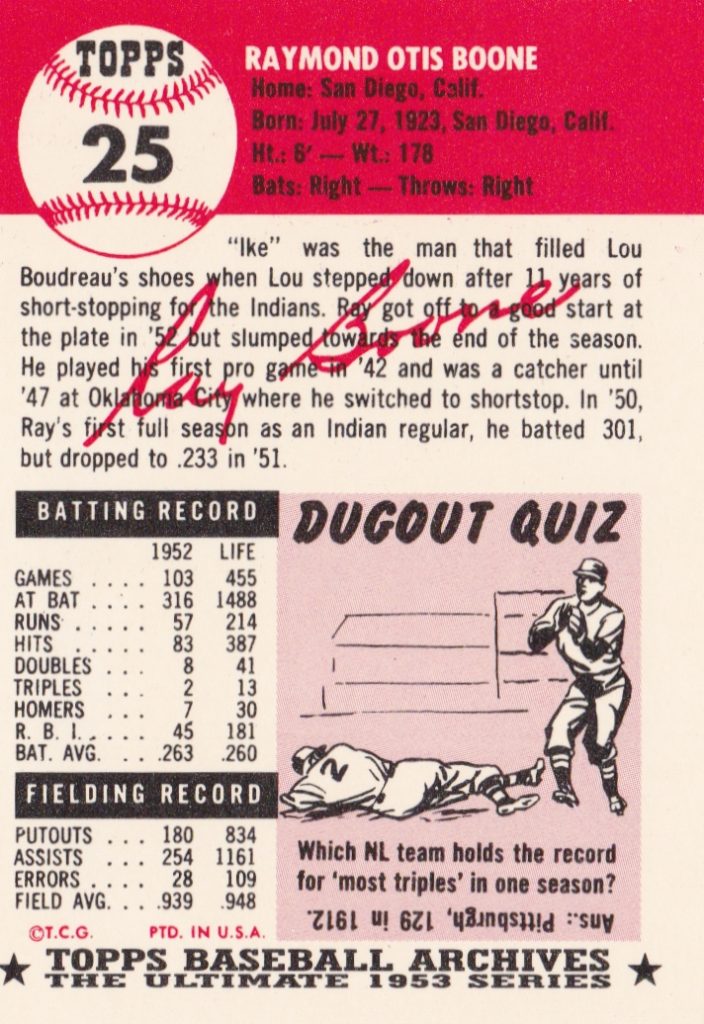 TOPPS
25
RAYMOND OTIS BOONE
Home: San Diego, Calif.
Born: July 27, 1923, San Diego, Calif.
Ht.: 6' — Wt.: 178
Bats: Right — Throws: Right
"Ike" was the man that filled Lou
Boudreau's shoes when Lou stepped down after 11 years of
short-stopping for the Indians. Ray got off to a good start at
the plate in '52 but slumped towards the end of the season.
He played his first pro game in '42 and was a catcher until
'47 at Oklahoma City where he switched to shortstop. In '50,
Ray's first full season as an Indian regular, he batted 301,
but dropped to .233 in '51.
Ray Boone
BATTING RECORD
1952 LIFE
GAMES .... 103 455
AT BAT .... 316 1488
RUNS ..... 57 214
HITS ..... 83 387
DOUBLES ... 8 41
TRIPLES ... 2 13
HOMERS ... 7 30
R. B. I. .... 45 181
BAT. AVG. ... .263 .260
FIELDING RECORD
PUTOUTS ... 180 834
ASSISTS ... 254 1161
ERRORS .... 28 109
FIELD AVG. ... .939 .948
©T.C.G. PTD. IN U.S.A.
DUGOUT QUIZ
2
Which NL team holds the record
for 'most triples' in one season?
Ans.: Pittsburgh, 129 in 1912.
TOPPS BASEBALL ARCHIVES
THE ULTIMATE 1953 SERIES